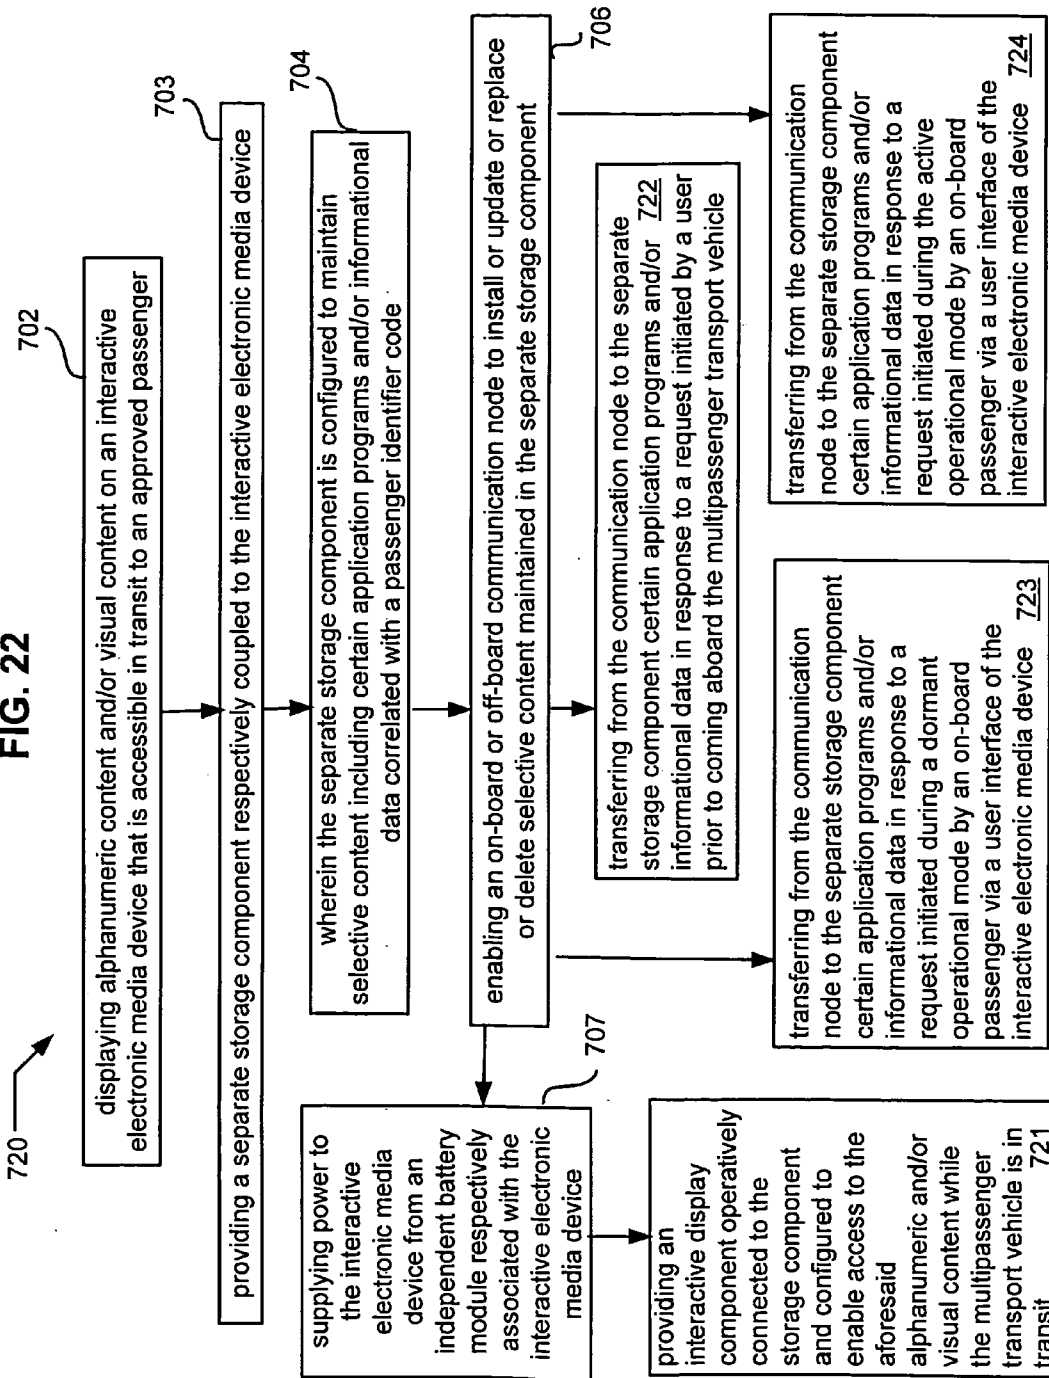 FIG. 22
720
702
displaying alphanumeric content and/or visual content on an interactive
electronic media device that is accessible in transit to an approved passenger
703
providing a separate storage component respectively coupled to the interactive electronic media device
704
wherein the separate storage component is configured to maintain
selective content including certain application programs and/or informational
data correlated with a passenger identifier code
706
enabling an on-board or off-board communication node to install or update or replace
or delete selective content maintained in the separate storage component
707
supplying power to
the interactive
electronic media
device from an
independent battery
module respectively
associated with the
interactive electronic
media device
transferring from the communication node to the separate
storage component certain application programs and/or 722
informational data in response to a request initiated by a user
prior to coming aboard the multipassenger transport vehicle
providing an
interactive display
component operatively
connected to the
storage component
and configured to
enable access to the
aforesaid
alphanumeric and/or
visual content while
the multipassenger
transport vehicle is in
transit 721
transferring from the communication
node to the separate storage component
certain application programs and/or
informational data in response to a
request initiated during a dormant
operational mode by an on-board
passenger via a user interface of the
interactive electronic media device 723
transferring from the communication
node to the separate storage component
certain application programs and/or
informational data in response to a
request initiated during the active
operational mode by an on-board
passenger via a user interface of the
interactive electronic media device 724